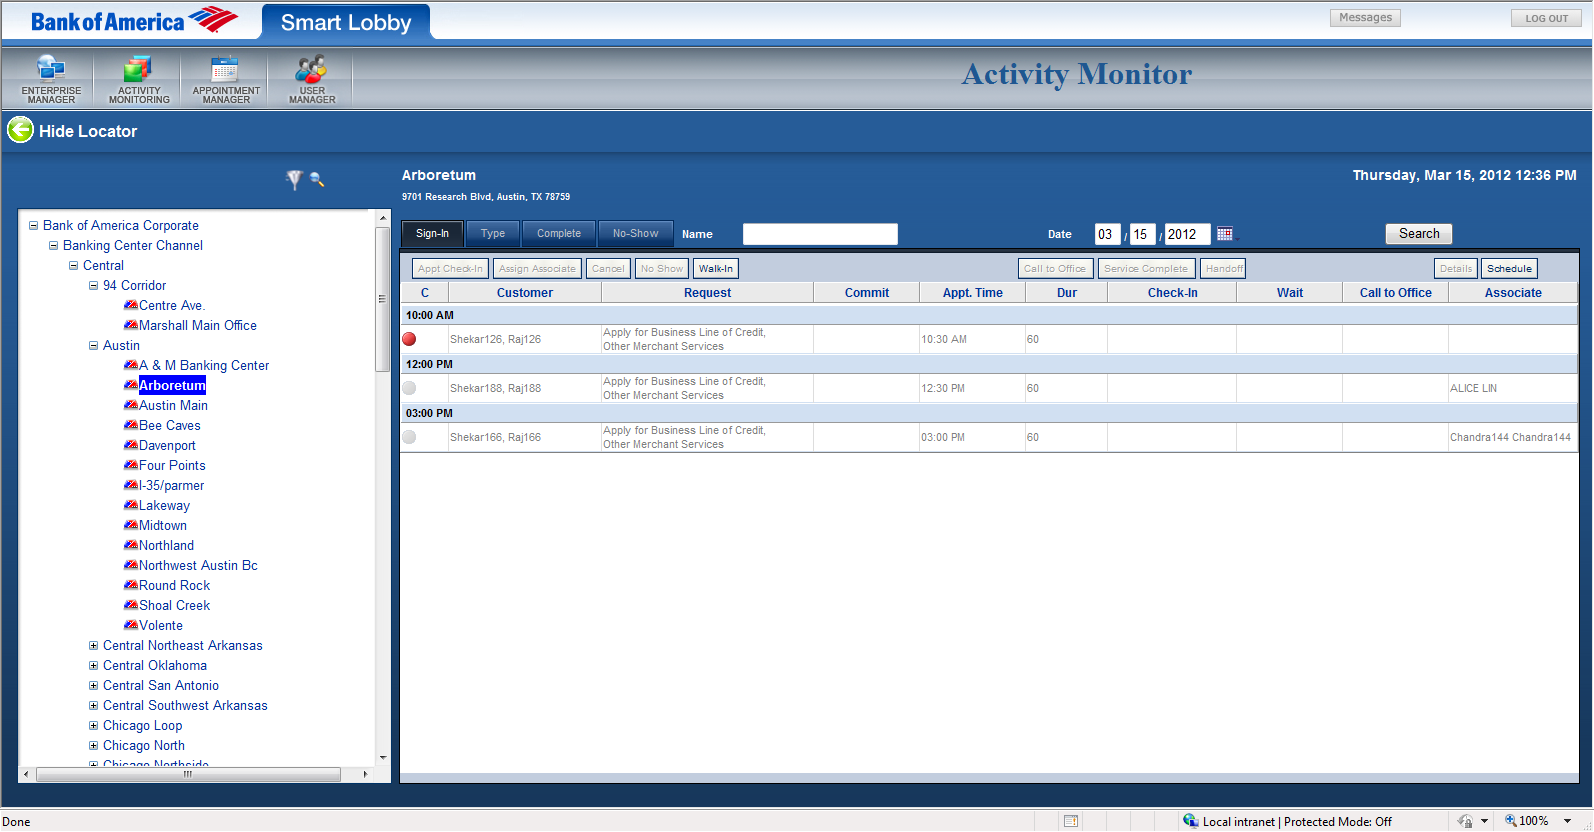 Bank of America Smart Lobby Messages LOG OUT
ENTERPRISE MANAGER ACTIVITY MONITORING APPOINTMENT MANAGER USER MANAGER Activity Monitor
Hide Locator
Arboretum Thursday, Mar 15, 2012 12:36 PM
9701 Research Blvd, Austin, TX 78759
Sign-In Type Complete No-Show Name Date 03 / 15 / 2012 Search
Appt Check-In Assign Associate Cancel No Show Walk-In Call to Office Service Complete Handoff Details Schedule
C Customer Request Commit Appt. Time Dur Check-In Wait Call to Office Associate
10:00 AM
Shekar126, Raj126 Apply for Business Line of Credit, 10:30 AM 60
Other Merchant Services
12:00 PM
Shekar188, Raj188 Apply for Business Line of Credit, 12:30 PM 60 ALICE LIN
Other Merchant Services
03:00 PM
Shekar166, Raj166 Apply for Business Line of Credit, 03:00 PM 60 Chandra144 Chandra144
Other Merchant Services
Bank of America Corporate
Banking Center Channel
Central
94 Corridor
Centre Ave.
Marshall Main Office
Austin
A & M Banking Center
Arboretum
Austin Main
Bee Caves
Davenport
Four Points
I-35/parmer
Lakeway
Midtown
Northland
Northwest Austin Bc
Round Rock
Shoal Creek
Volente
Central Northeast Arkansas
Central Oklahoma
Central San Antonio
Central Southwest Arkansas
Chicago Loop
Chicago North
Chicago Northside
Done Local intranet | Protected Mode: Off 100%